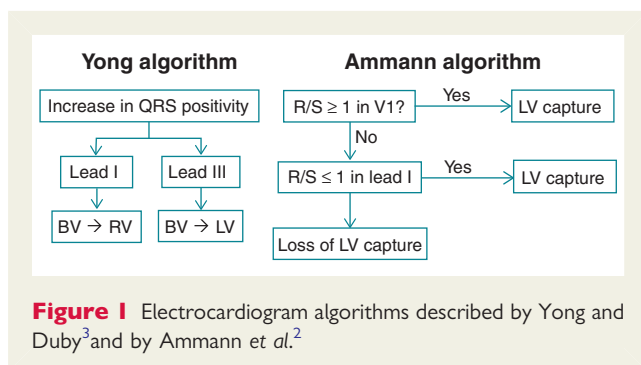 Yong algorithm
Increase in QRS positivity
Lead I
Lead III
BV → RV
BV → LV
Ammann algorithm
R/S ≥ 1 in V1?
Yes
LV capture
No
R/S ≤ 1 in lead I
Yes
LV capture
Loss of LV capture
Figure 1 Electrocardiogram algorithms described by Yong and
Duby3and by Ammann et al.2